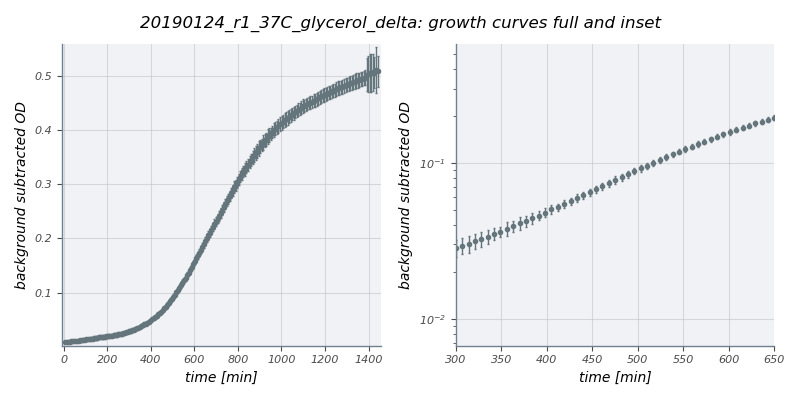 20190124_r1_37C_glycerol_delta: growth curves full and inset
background subtracted OD
0.5
0.4
0.3
0.2
0.1
0 200 400 600 800 1000 1200 1400
time [min]
background subtracted OD
10⁻¹
10⁻²
300 350 400 450 500 550 600 650
time [min]